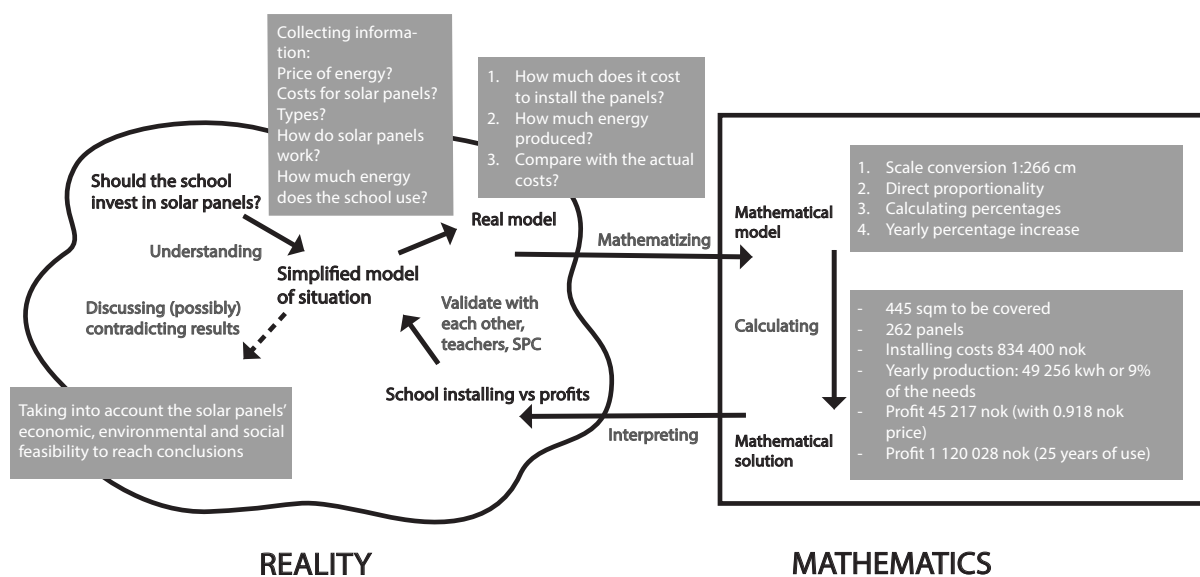 Collecting informa-
tion:
Price of energy?
Costs for solar panels?
Types?
How do solar panels
work?
How much energy
does the school use?
1. How much does it cost
to install the panels?
2. How much energy
produced?
3. Compare with the actual
costs?
Should the school
invest in solar panels?
Understanding
Simplified model
of situation
Real model
Mathematizing
Discussing (possibly)
contradicting results
Validate with
each other,
teachers, SPC
School installing vs profits
Interpreting
Taking into account the solar panels'
economic, environmental and social
feasibility to reach conclusions
Mathematical
model
1. Scale conversion 1:266 cm
2. Direct proportionality
3. Calculating percentages
4. Yearly percentage increase
Calculating
- 445 sqm to be covered
- 262 panels
- Installing costs 834 400 nok
- Yearly production: 49 256 kwh or 9%
of the needs
- Profit 45 217 nok (with 0.918 nok
price)
- Profit 1 120 028 nok (25 years of use)
Mathematical
solution
REALITY
MATHEMATICS